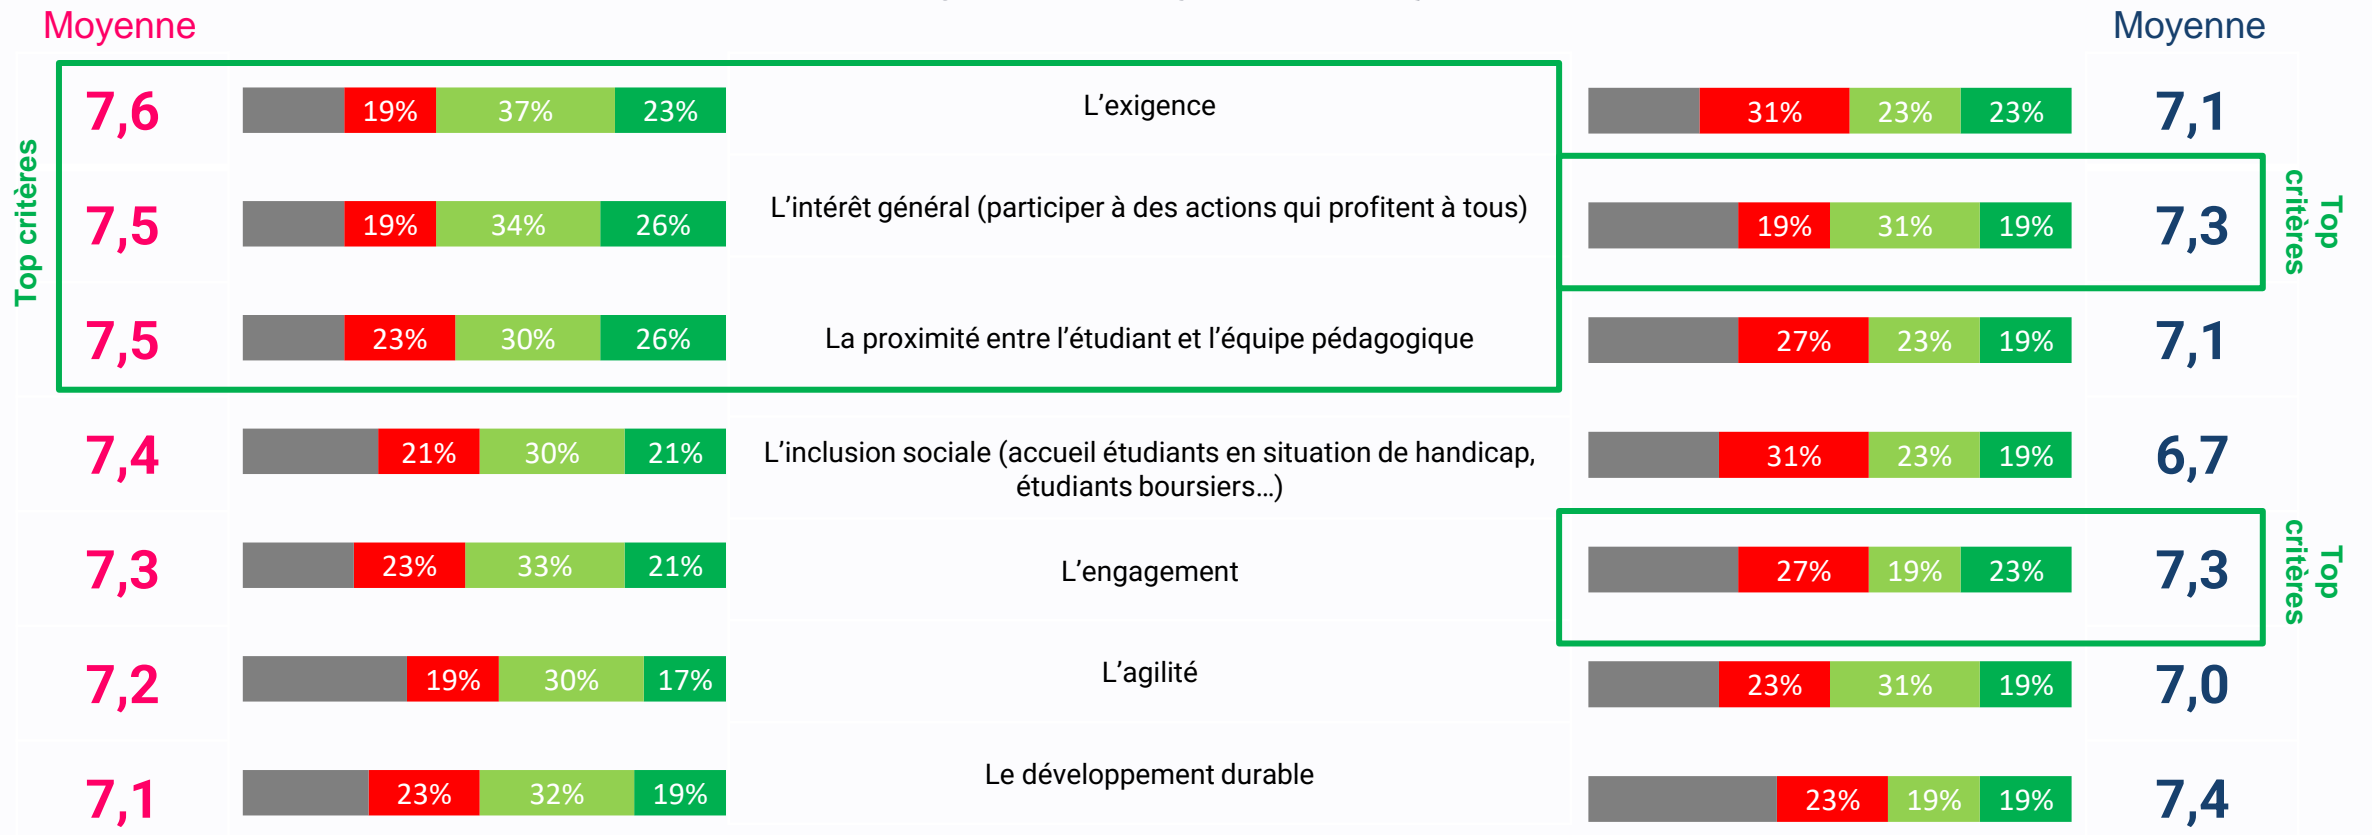 Moyenne
Moyenne
Top critères
7,6
19% 37% 23%
L'exigence
31% 23% 23%
7,1
7,5
19% 34% 26%
L'intérêt général (participer à des actions qui profitent à tous)
19% 31% 19%
7,3
Top
critères
7,5
23% 30% 26%
La proximité entre l'étudiant et l'équipe pédagogique
27% 23% 19%
7,1
7,4
21% 30% 21%
L'inclusion sociale (accueil étudiants en situation de handicap,
étudiants boursiers...)
31% 23% 19%
6,7
7,3
23% 33% 21%
L'engagement
27% 19% 23%
7,3
Top
critères
7,2
19% 30% 17%
L'agilité
23% 31% 19%
7,0
7,1
23% 32% 19%
Le développement durable
23% 19% 19%
7,4